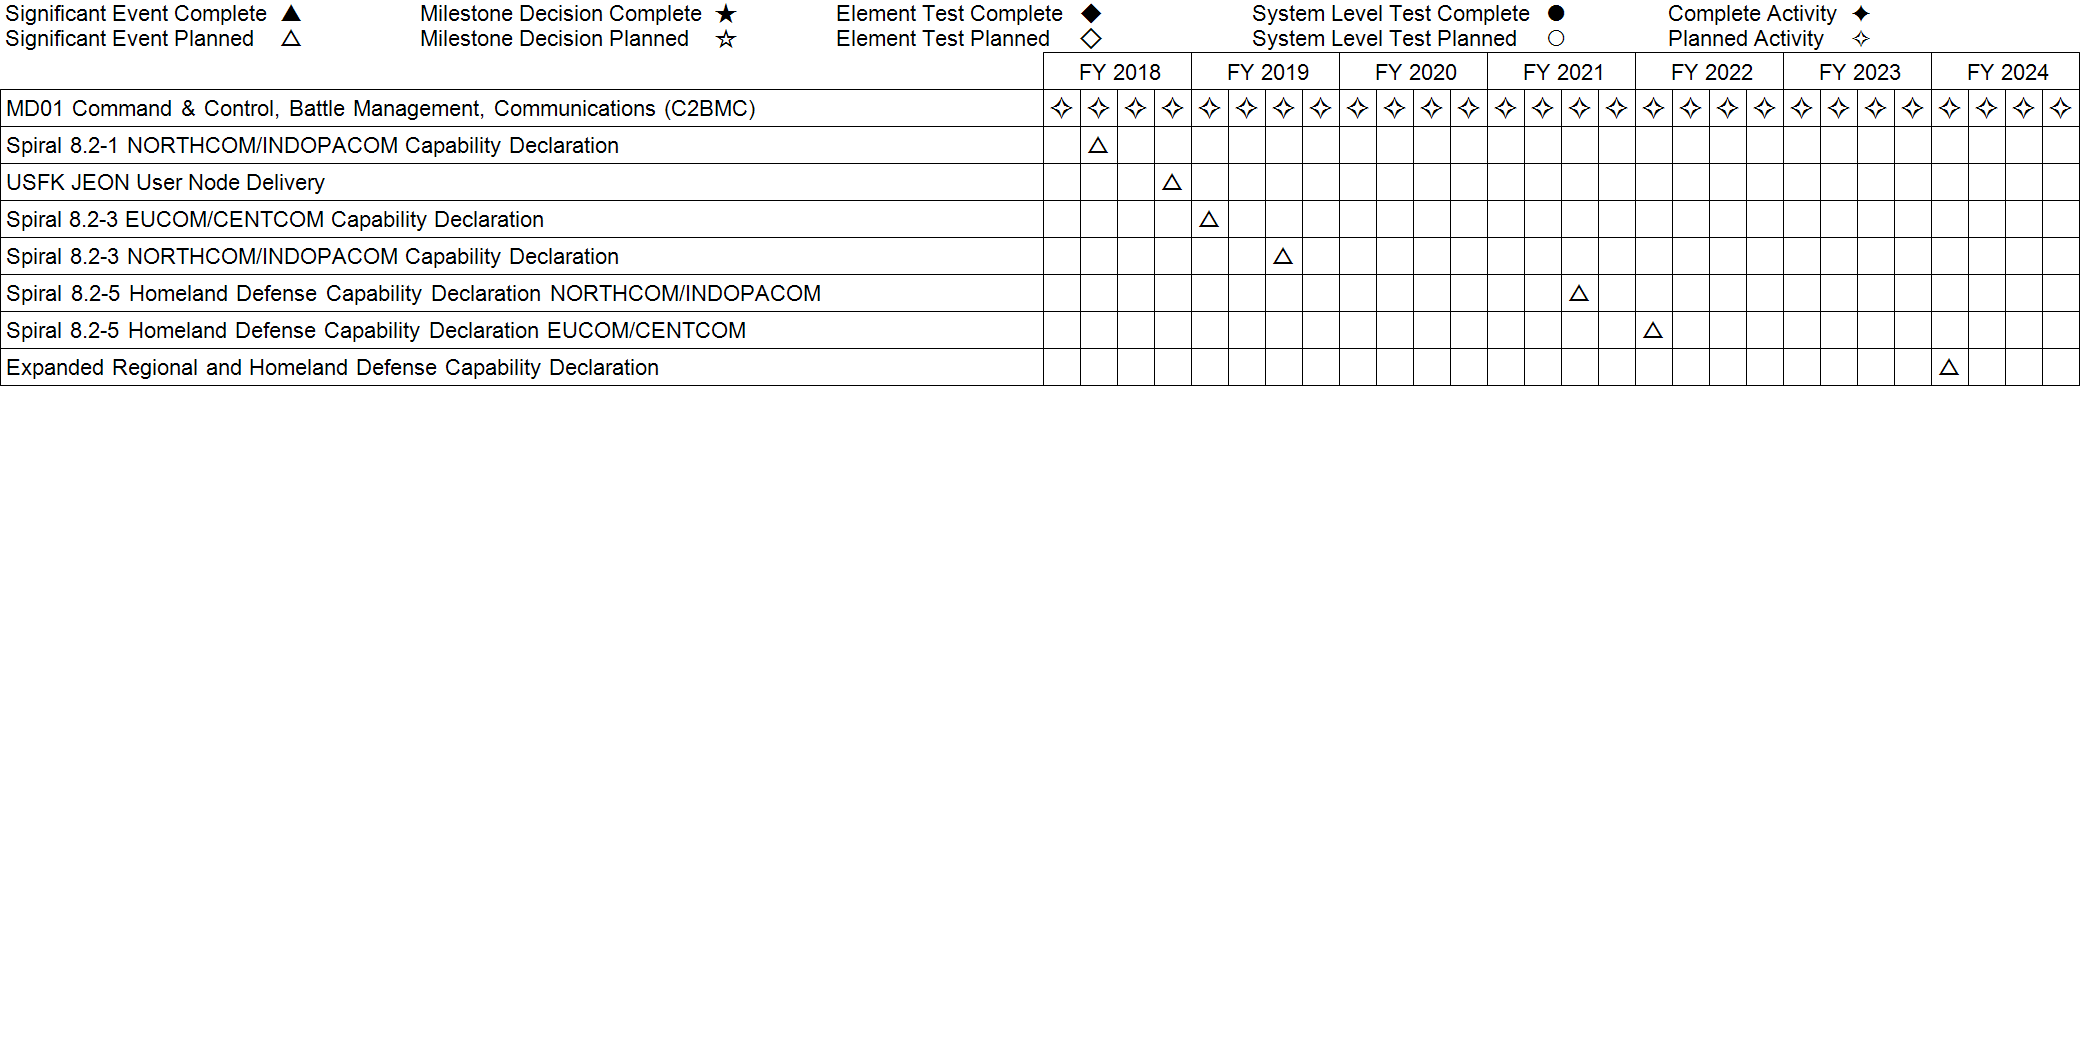 Significant Event Complete ▲ Milestone Decision Complete ★ Element Test Complete ◆ System Level Test Complete ● Complete Activity ✦
Significant Event Planned △ Milestone Decision Planned ☆ Element Test Planned ◇ System Level Test Planned ○ Planned Activity ✧
FY 2018 FY 2019 FY 2020 FY 2021 FY 2022 FY 2023 FY 2024
MD01 Command & Control, Battle Management, Communications (C2BMC) ✧ ✧ ✧ ✧ ✧ ✧ ✧ ✧ ✧ ✧ ✧ ✧ ✧ ✧ ✧ ✧ ✧ ✧ ✧ ✧ ✧ ✧ ✧ ✧ ✧ ✧ ✧ ✧
Spiral 8.2-1 NORTHCOM/INDOPACOM Capability Declaration △
USFK JEON User Node Delivery △
Spiral 8.2-3 EUCOM/CENTCOM Capability Declaration △
Spiral 8.2-3 NORTHCOM/INDOPACOM Capability Declaration △
Spiral 8.2-5 Homeland Defense Capability Declaration NORTHCOM/INDOPACOM △
Spiral 8.2-5 Homeland Defense Capability Declaration EUCOM/CENTCOM △
Expanded Regional and Homeland Defense Capability Declaration △